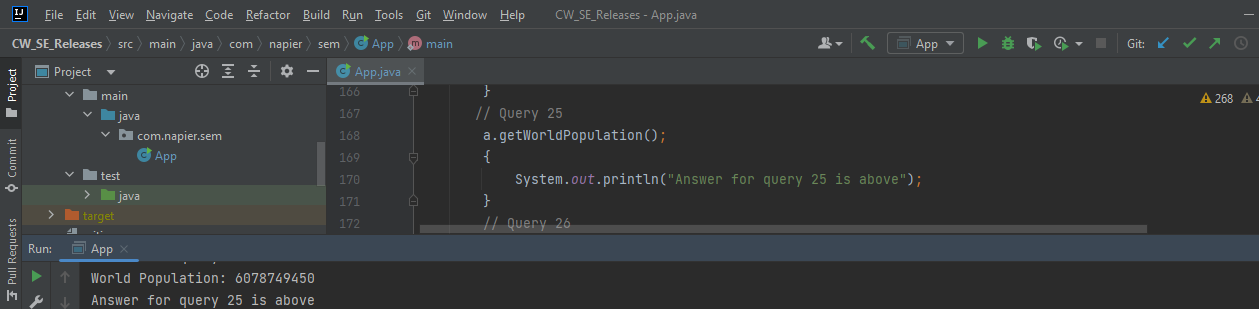 File Edit View Navigate Code Refactor Build Run Tools Git Window Help CW_SE_Releases - App.java
CW_SE_Releases src main java com napier sem App main App Git:
Project App.java
Project
Commit
Pull Requests
main
java
com.napier.sem
App
test
java
target
166 }
167 // Query 25
168 a.getWorldPopulation();
169 {
170 System.out.println("Answer for query 25 is above");
171 }
172 // Query 26
268
Run: App
World Population: 6078749450
Answer for query 25 is above